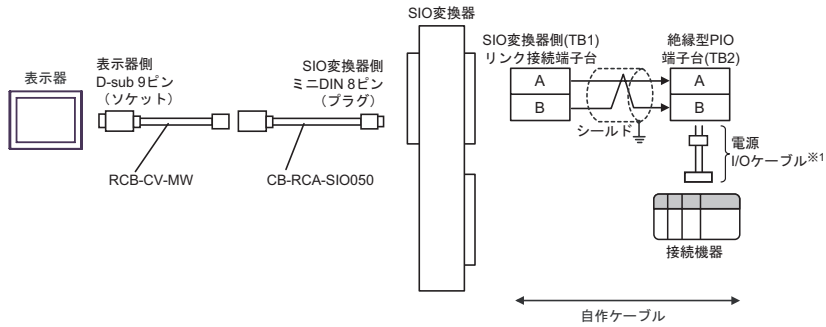 SIO変換器
表示器
表示器側
D-sub 9ピン
（ソケット）
SIO変換器側
ミニDIN 8ピン
（プラグ）
RCB-CV-MW
CB-RCA-SIO050
SIO変換器側(TB1)
リンク接続端子台
A
B
シールド
絶縁型PIO
端子台(TB2)
A
B
電源
I/Oケーブル※1
接続機器
自作ケーブル